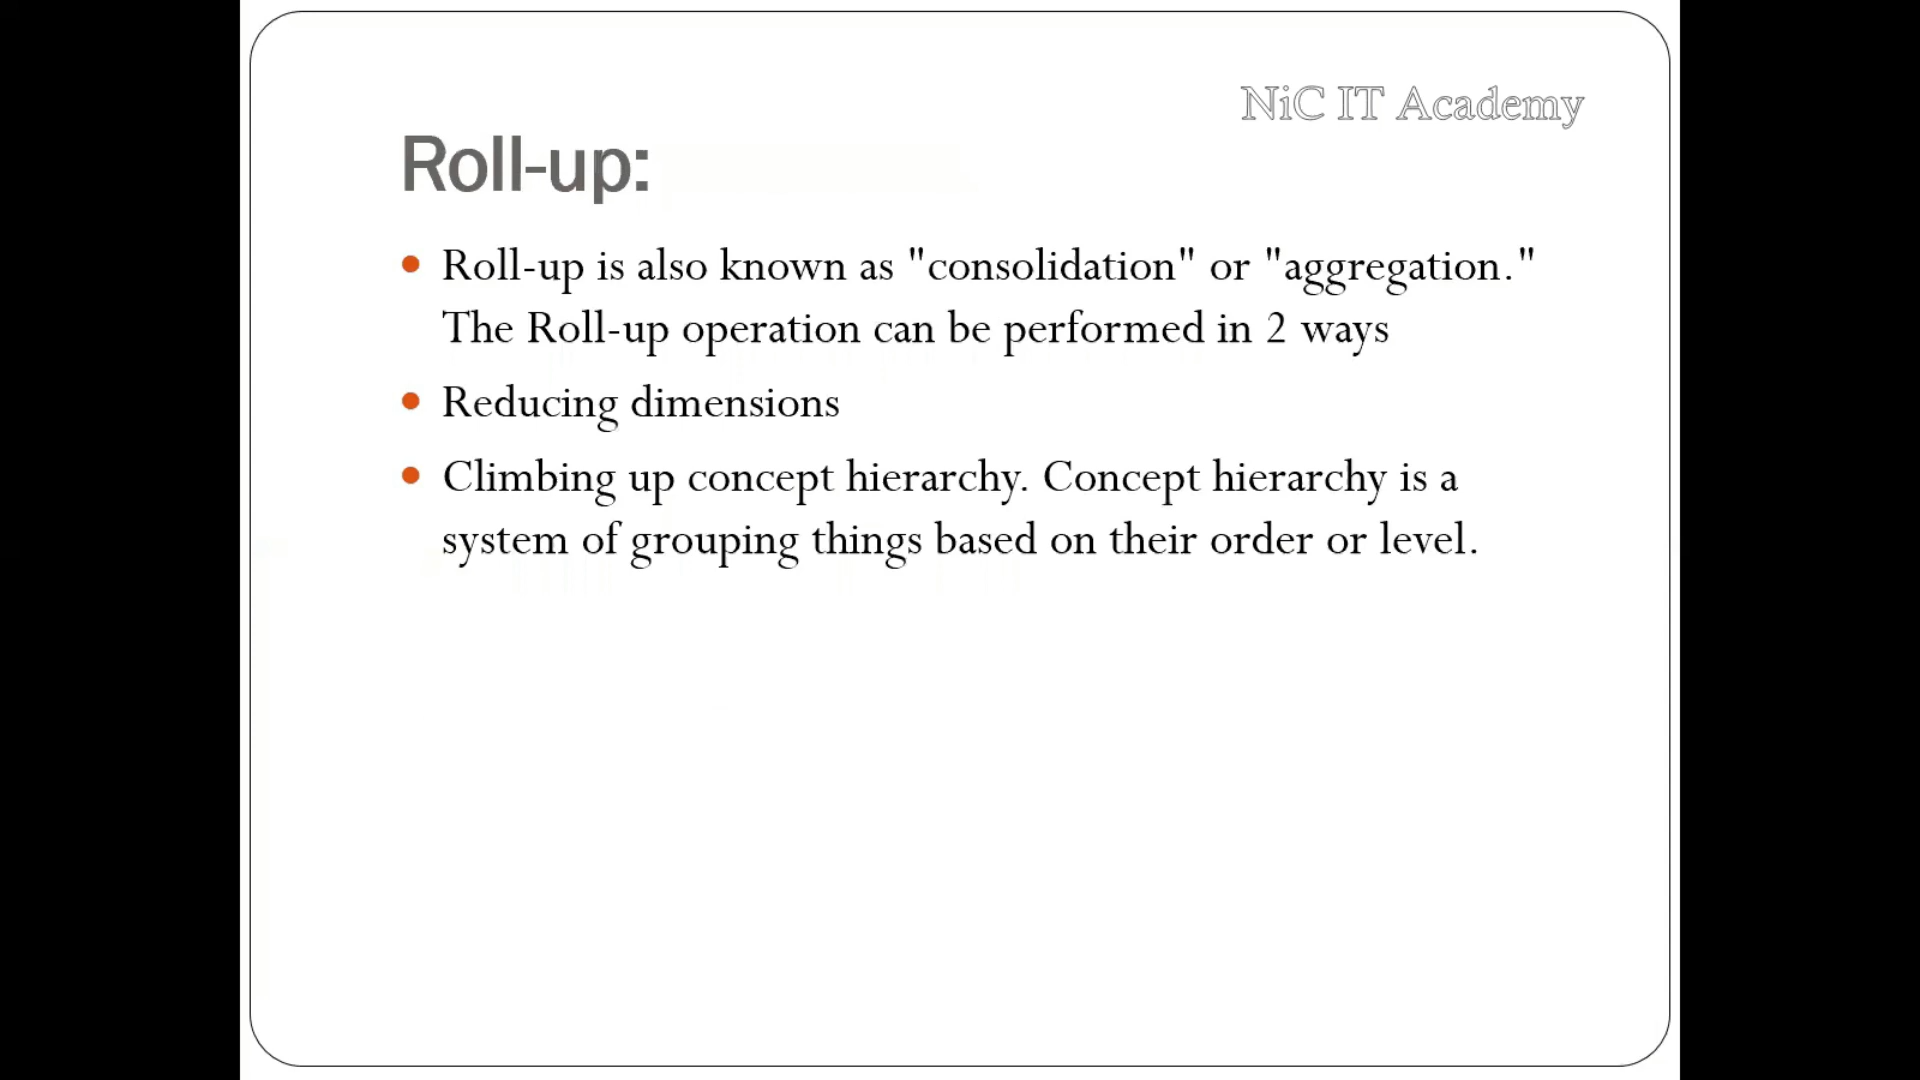 NiC IT Academy
Roll-up:
• Roll-up is also known as "consolidation" or "aggregation."
The Roll-up operation can be performed in 2 ways
• Reducing dimensions
• Climbing up concept hierarchy. Concept hierarchy is a
system of grouping things based on their order or level.